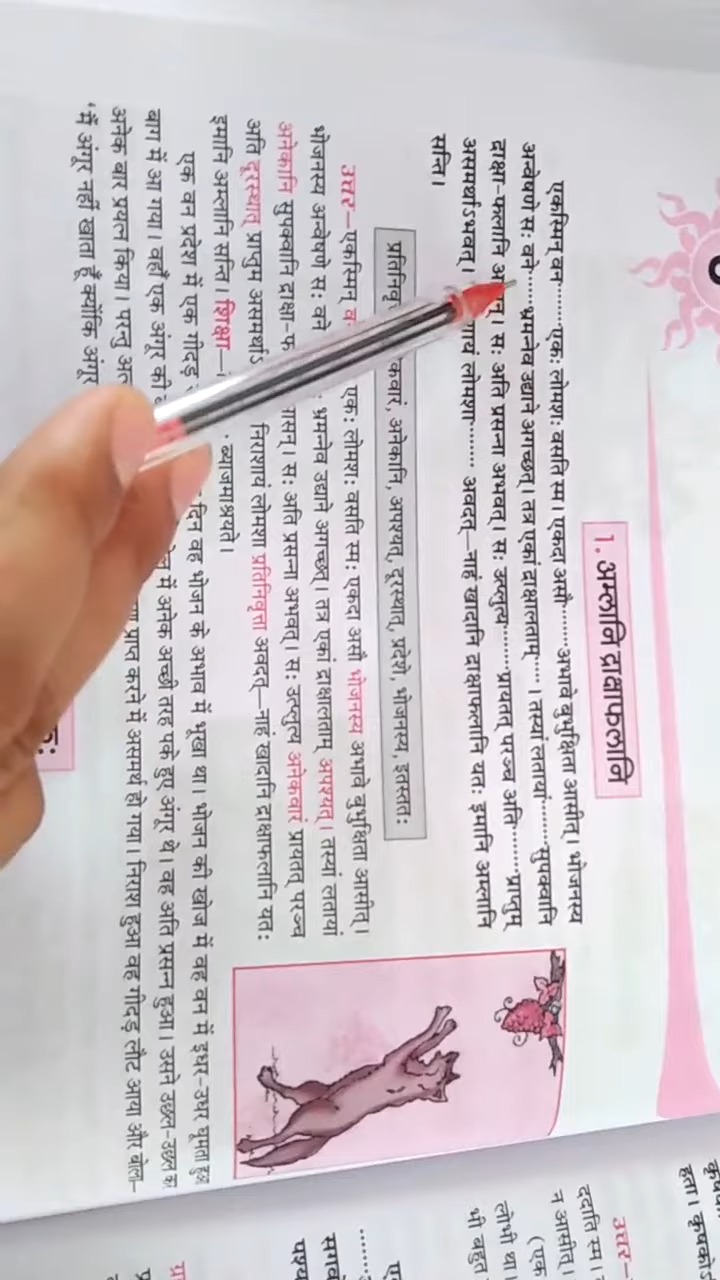 1. अम्लानि द्राक्षाफलानि
एकस्मिन् वन........एकः लोमशः वसति स्म। एकदा असौ.......अभावे बुभुक्षिता आसीत्। भोजनस्य
अन्वेषणे सः वने......भ्रमन्नेव उद्याने अगच्छत्। तत्र एकां द्राक्षालताम्......। तस्यां लतायां.......सुपक्वानि
द्राक्षा-फलानि सः अति प्रसन्ना अभवत्। सः उत्प्लुत्य.......प्रायतत् परञ्च अति.......प्राप्तुम्
असमर्थाऽभवत्। लोमशा........ अवदत्—नाहं खादानि द्राक्षाफलानि यतः इमानि अम्लानि
सन्ति।
अनेकानि, अपश्यत्, दूरस्थात्, प्रदेशे, भोजनस्य, इतस्ततः
उत्तर—एकस्मिन् एकः लोमशः वसति स्मः एकदा असौ भोजनस्य अभावे बुभुक्षिता आसीत्।
भोजनस्य अन्वेषणे सः वने भ्रमन्नेव उद्याने अगच्छत्। तत्र एकां द्राक्षालताम् अपश्यत्। तस्यां लतायां
अनेकानि सुपक्वानि द्राक्षा-फ सः अति प्रसन्ना अभवत्। सः उत्प्लुत्य अनेकवारं प्रायतत् परञ्च
अति दूरस्थात् प्राप्तुम असमर्थाऽ निराशायं लोमशा प्रतिनिवृत्ता अवदत्—नाहं खादानि द्राक्षाफलानि यतः
इमानि अम्लानि सन्ति। शिक्षा— व्याजमाश्रयते।
एक वन प्रदेश में एक गीदड़ दिन वह भोजन के अभाव में भूखा था। भोजन की खोज में वह वन में इधर-उधर घूमता हुआ
बाग में आ गया। वहाँ एक अंगूर की में अनेक अच्छी तरह पके हुए अंगूर थे। वह अति प्रसन्न हुआ। उसने उछल-उछल कर
अनेक बार प्रयत्न किया। परन्तु प्राप्त करने में असमर्थ हो गया। निराश हुआ वह गीदड़ लौट आया और बोला—
"मैं अंगूर नहीं खाता हूँ क्योंकि अंगूर
उत्तर—
ददाति स्म।
न आसीत्।
(एक
लोभी था
भी बहुत